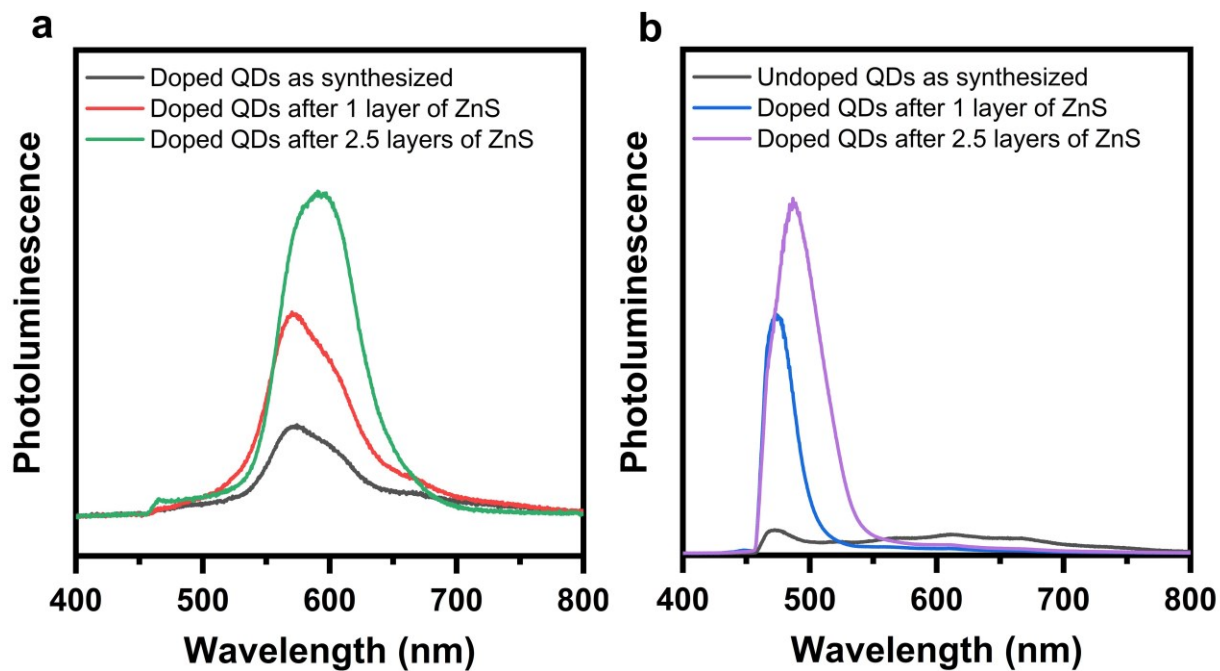 a
Doped QDs as synthesized
Doped QDs after 1 layer of ZnS
Doped QDs after 2.5 layers of ZnS
Photoluminescence
400 500 600 700 800
Wavelength (nm)
b
Undoped QDs as synthesized
Doped QDs after 1 layer of ZnS
Doped QDs after 2.5 layers of ZnS
Photoluminescence
400 500 600 700 800
Wavelength (nm)